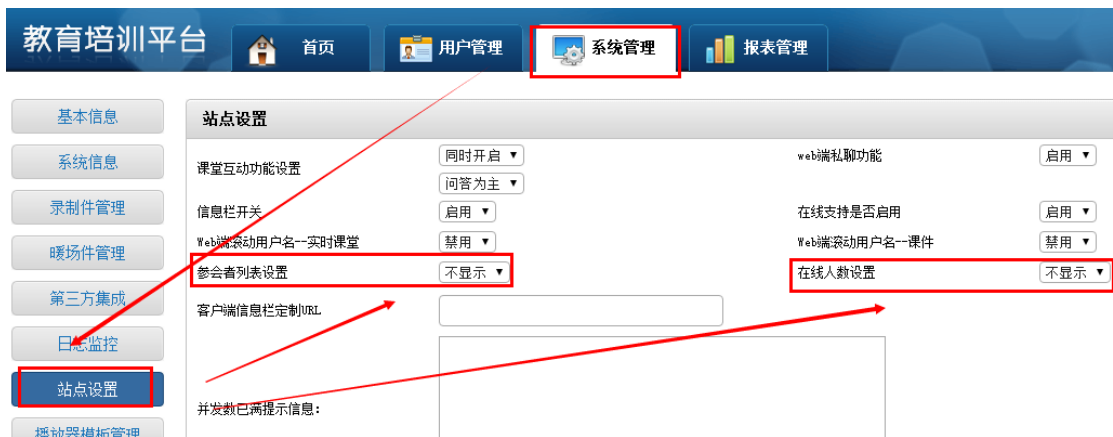 教育培训平台
首页
用户管理
系统管理
报表管理
基本信息
系统信息
录制件管理
暖场件管理
第三方集成
日志监控
站点设置
播放器模板管理
站点设置
课堂互动功能设置 同时开启 web端私聊功能 启用
问答为主
信息栏开关 启用 在线支持是否启用 启用
Web端滚动用户名--实时课堂 禁用 Web端滚动用户名--课件 禁用
参会者列表设置 不显示 在线人数设置 不显示
客户端信息栏定制URL
并发数已满提示信息: